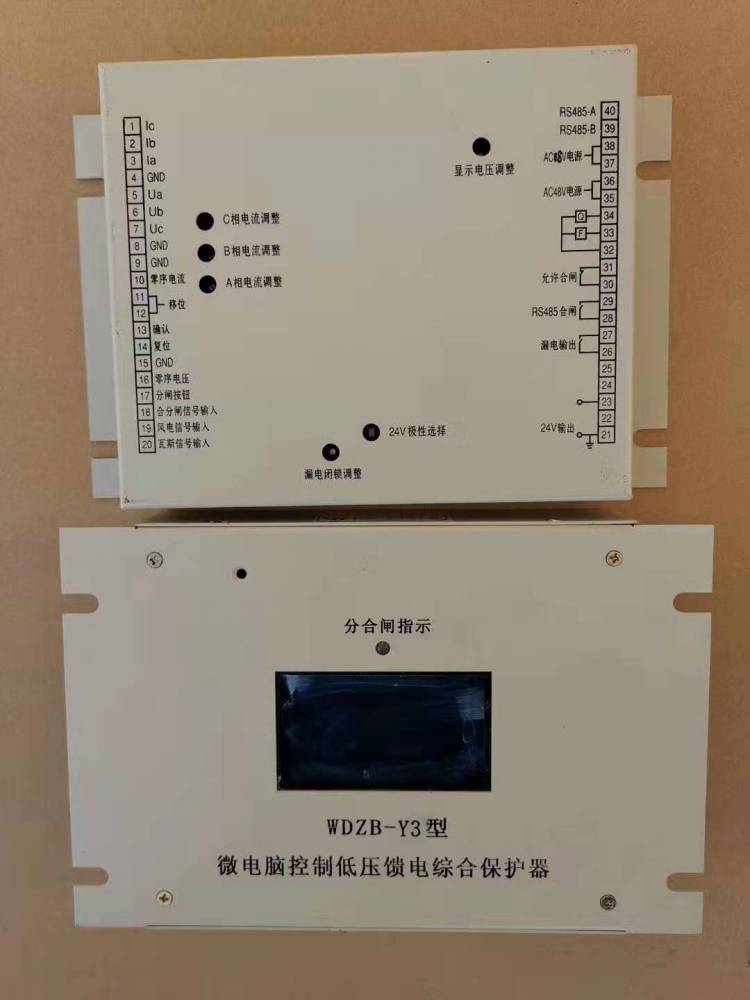 1 Ic
2 Ib
3 Ia
4 GND
5 Ua
6 Ub
7 Uc
8 GND
9 GND
10 零序电流
11
12 移位
13 确认
14 复位
15 GND
16 零序电压
17 分闸按钮
18 合分闸信号输入
19 风电信号输入
20 瓦斯信号输入
C相电流调整
B相电流调整
A相电流调整
显示电压调整
24V极性选择
漏电闭锁调整
RS485-A 40
RS485-B 39
38
电源 37
36
AC48V电源 35
Q 34
F 33
32
31
允许合闸 30
29
RS485合闸 28
27
漏电输出 26
25
24
23
22
24V输出 21
分合闸指示
WDZB-Y3型
微电脑控制低压馈电综合保护器